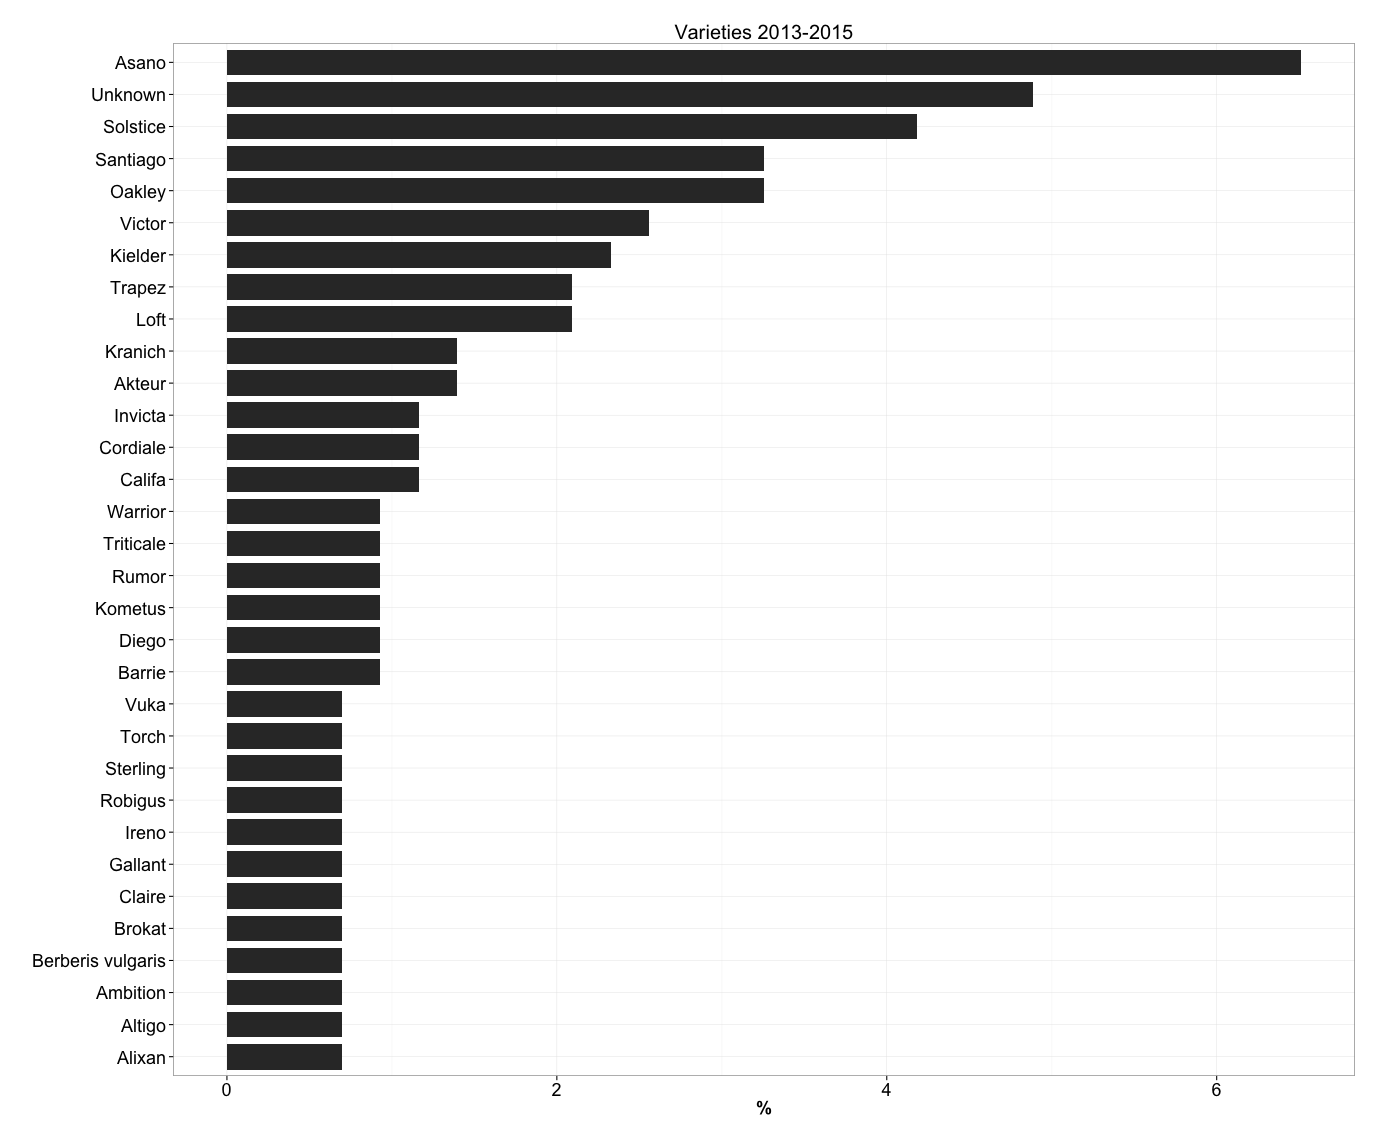 Varieties 2013-2015
Asano
Unknown
Solstice
Santiago
Oakley
Victor
Kielder
Trapez
Loft
Kranich
Akteur
Invicta
Cordiale
Califa
Warrior
Triticale
Rumor
Kometus
Diego
Barrie
Vuka
Torch
Sterling
Robigus
Ireno
Gallant
Claire
Brokat
Berberis vulgaris
Ambition
Altigo
Alixan
0 2 4 6
%